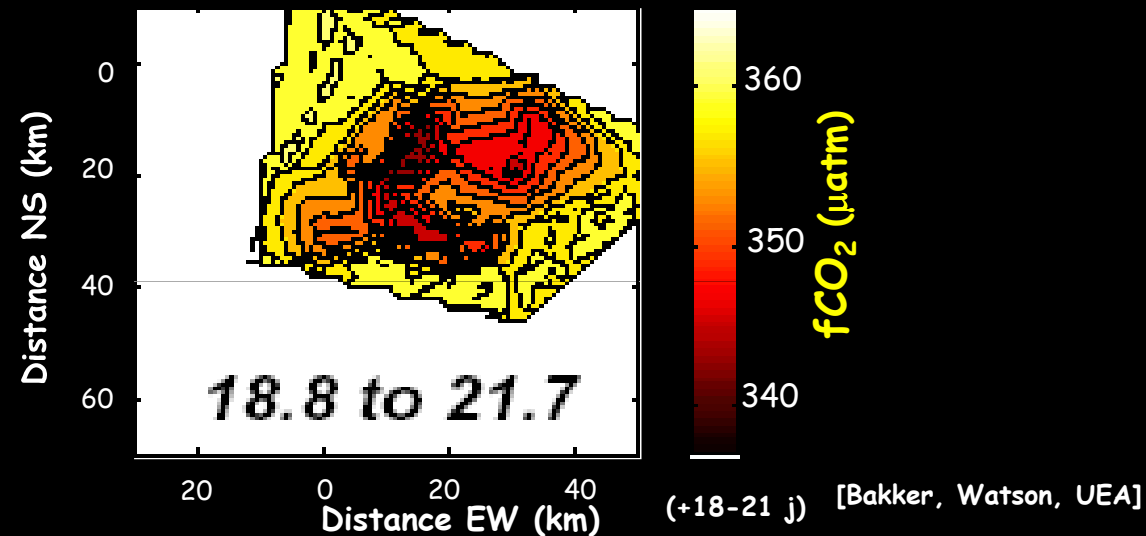 0
20
40
60
Distance NS (km)
18.8 to 21.7
20
0
20
40
Distance EW (km)
360
350
340
fCO₂ (μatm)
(+18-21 j)
[Bakker, Watson, UEA]